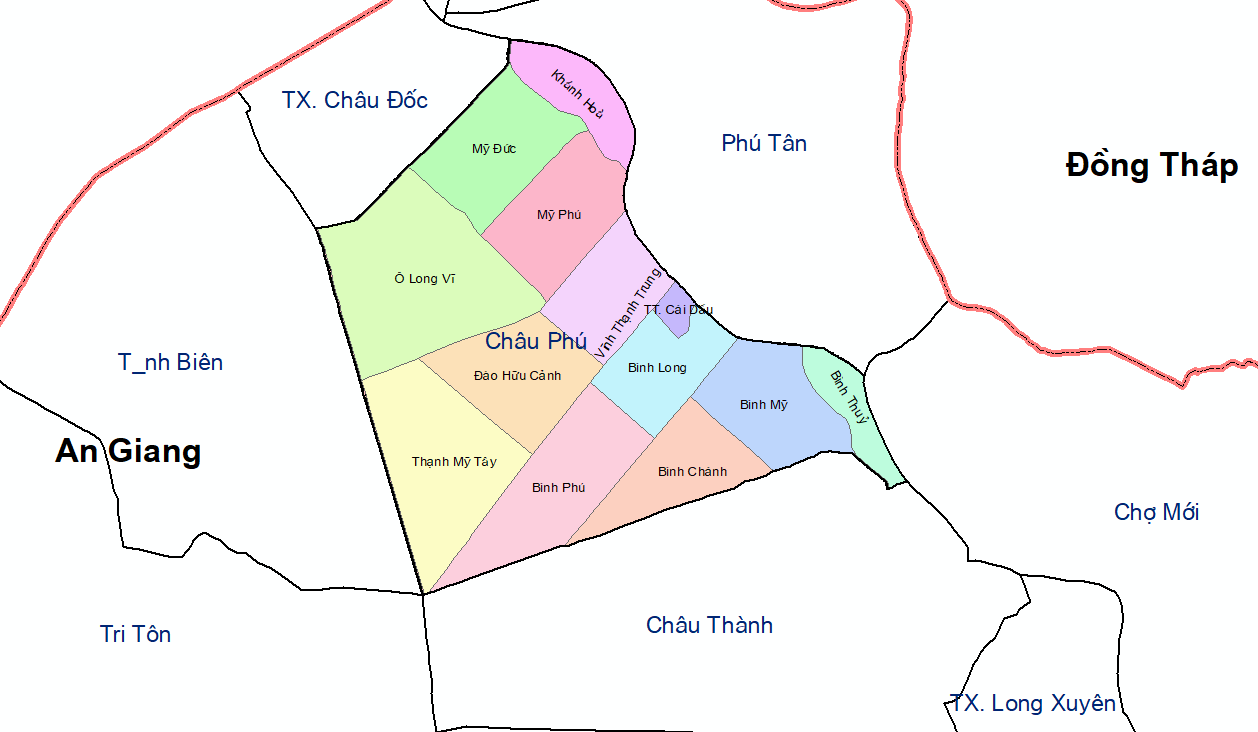 TX. Châu Đốc
Khánh Hoà
Mỹ Đức
Phú Tân
Đồng Tháp
Mỹ Phú
Ô Long Vĩ
Vĩnh Thạnh Trung
TT. Cái Dầu
Châu Phú
T_nh Biên
Đào Hữu Cảnh
Bình Long
Bình Mỹ
Bình Thuỷ
An Giang
Thạnh Mỹ Tây
Bình Phú
Bình Chánh
Chợ Mới
Tri Tôn
Châu Thành
TX. Long Xuyên